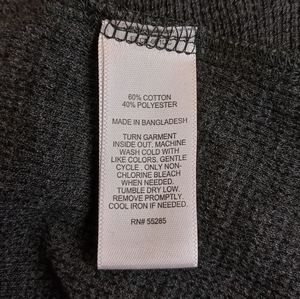 60% COTTON
40% POLYESTER
MADE IN BANGLADESH
TURN GARMENT
INSIDE OUT. MACHINE
WASH COLD WITH
LIKE COLORS. GENTLE
CYCLE . ONLY NON-
CHLORINE BLEACH
WHEN NEEDED.
TUMBLE DRY LOW.
REMOVE PROMPTLY.
COOL IRON IF NEEDED.
RN# 55285